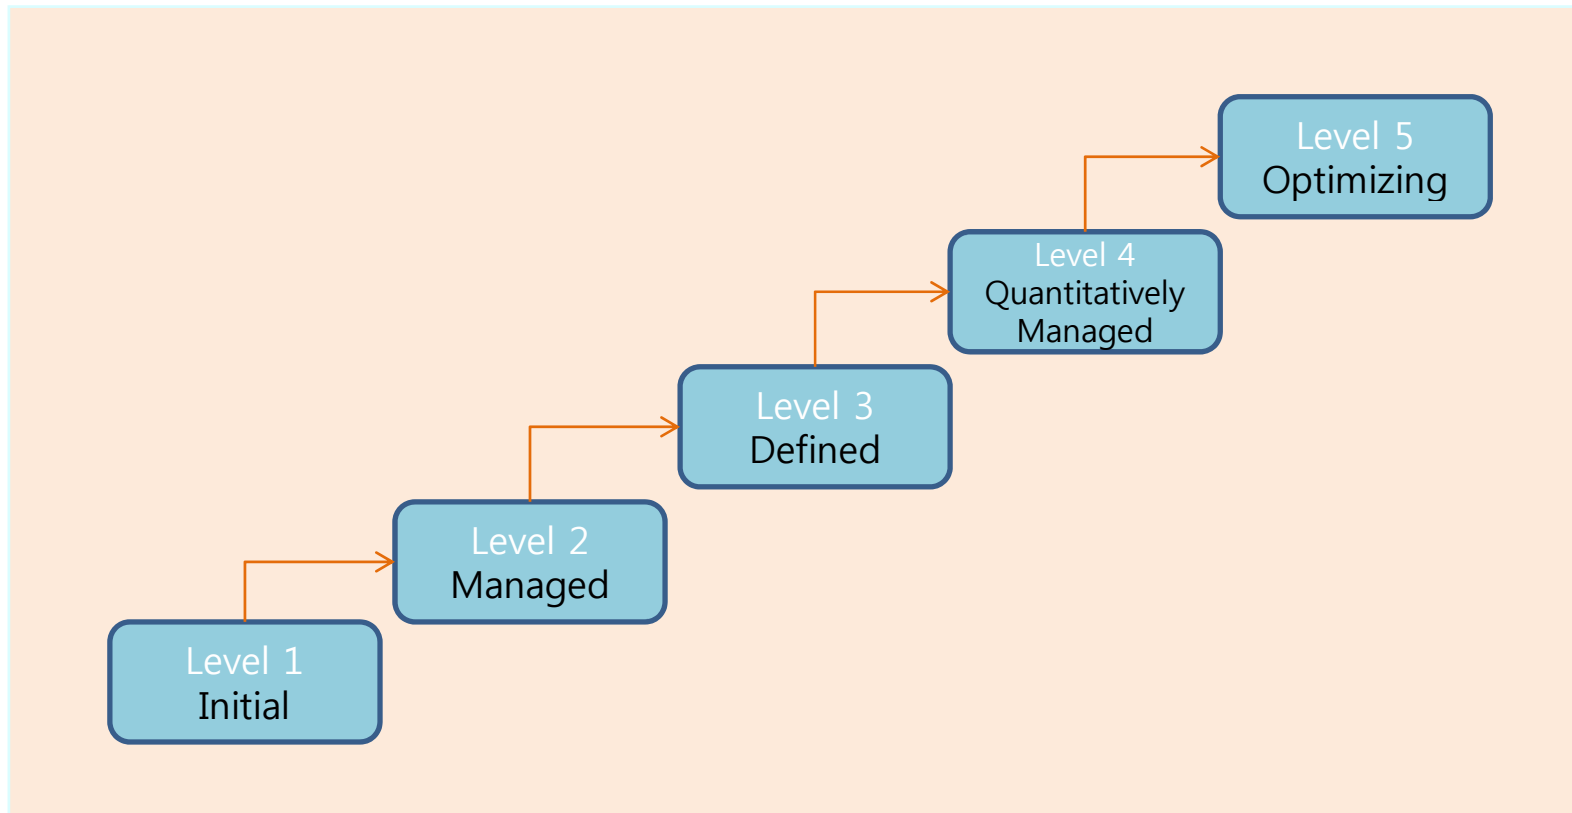 Level 5
Optimizing
Level 4
Quantitatively
Managed
Level 3
Defined
Level 2
Managed
Level 1
Initial